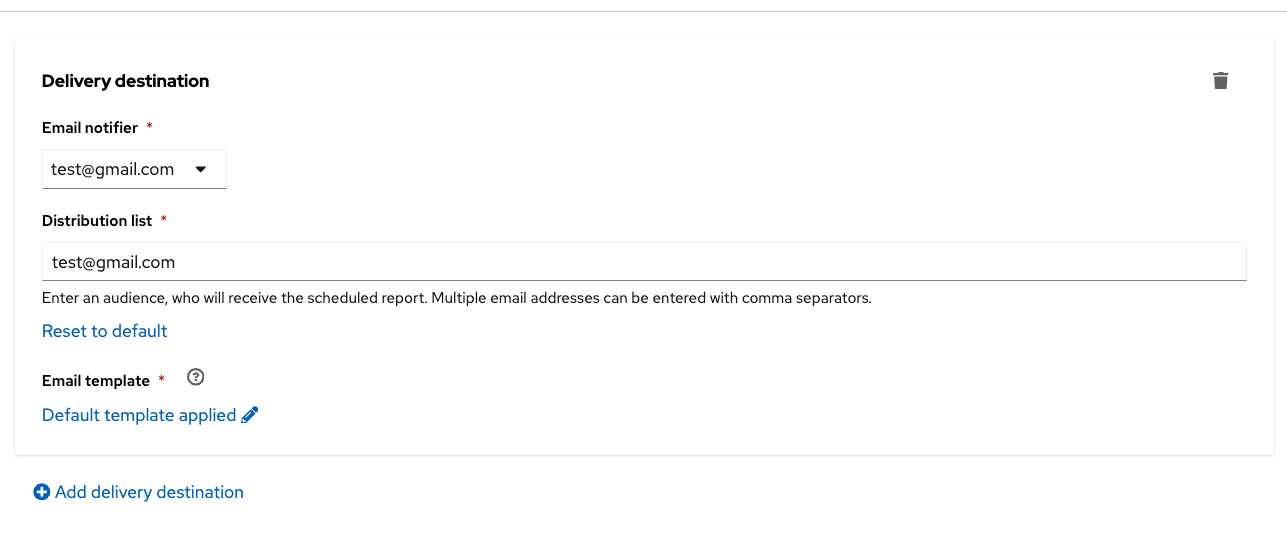 Delivery destination
Email notifier *
test@gmail.com
Distribution list *
test@gmail.com
Enter an audience, who will receive the scheduled report. Multiple email addresses can be entered with comma separators.
Reset to default
Email template * ?
Default template applied
Add delivery destination